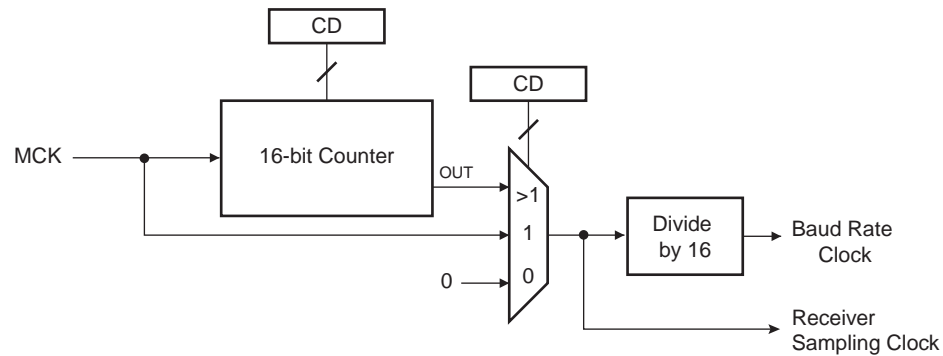 CD
CD
MCK
16-bit Counter
OUT
>1
1
0
0
Divide
by 16
Baud Rate
Clock
Receiver
Sampling Clock